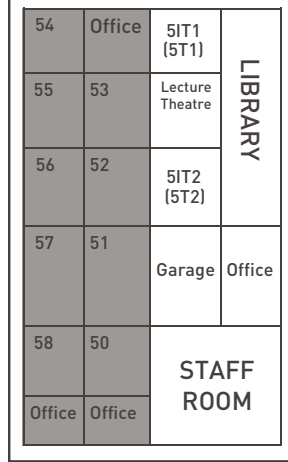 54
Office
5IT1
(5T1)
LIBRARY
55
53
Lecture
Theatre
56
52
5IT2
(5T2)
57
51
Garage
Office
58
50
STAFF
ROOM
Office
Office